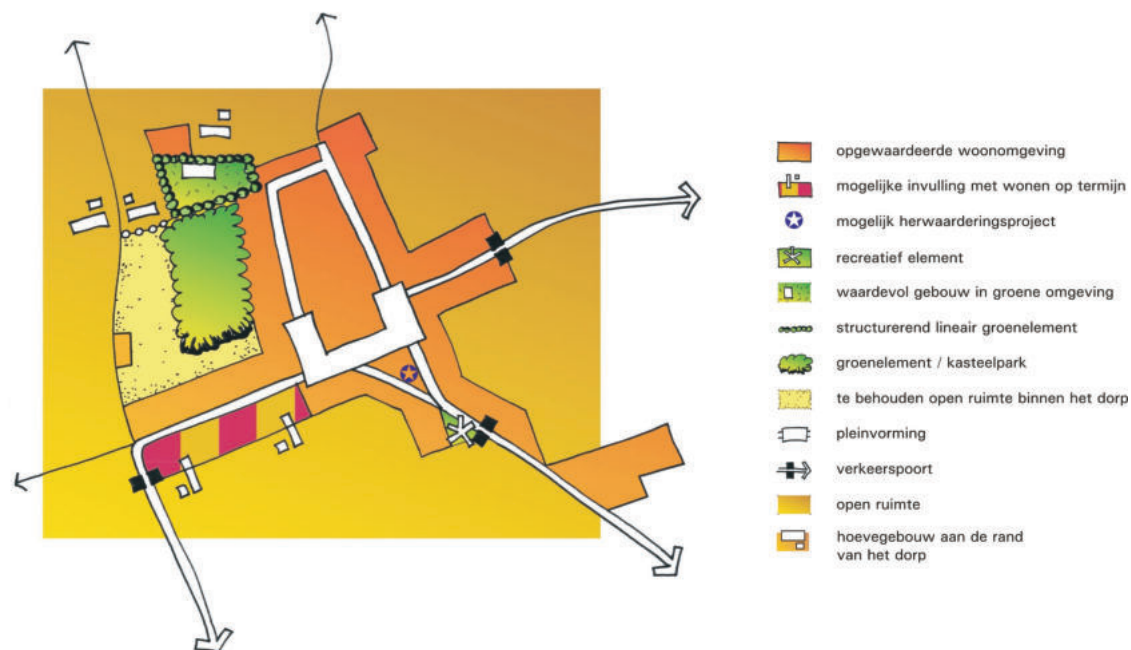 opgewaardeerde woonomgeving
mogelijke invulling met wonen op termijn
mogelijk herwaarderingsproject
recreatief element
waardevol gebouw in groene omgeving
structurerend lineair groenelement
groenelement / kasteelpark
te behouden open ruimte binnen het dorp
pleinvorming
verkeerspoort
open ruimte
hoevegebouw aan de rand
van het dorp